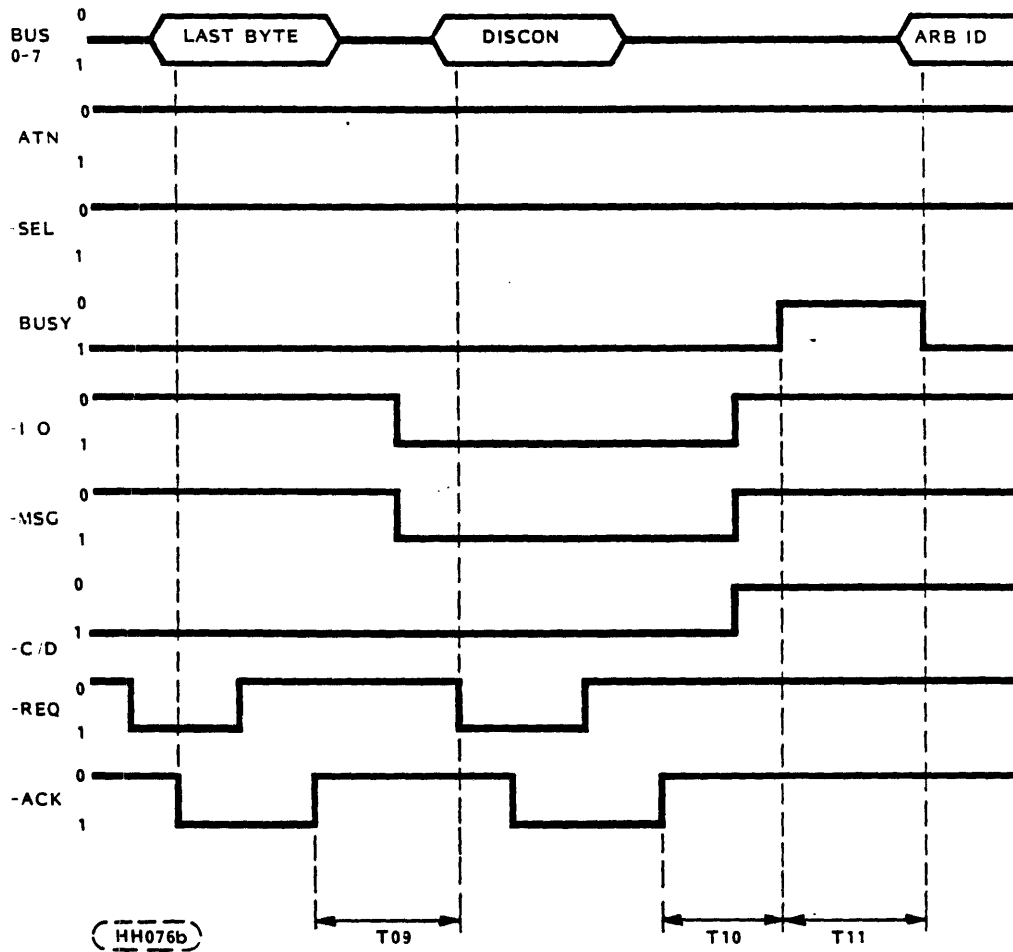 0
BUS LAST BYTE DISCON ARB ID
0-7
1
0
ATN
1
0
-SEL
1
0
BUSY
1
0
-I O
1
0
-MSG
1
0
1
-C/D
0
-REQ
1
0
-ACK
1
T09 T10 T11
HH076b